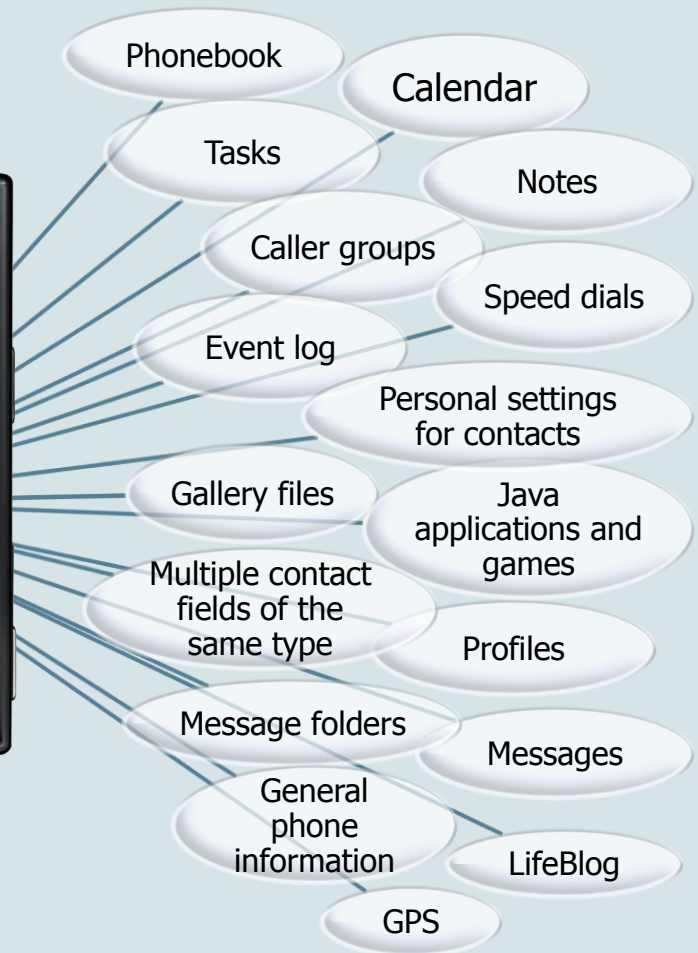 Phonebook
Calendar
Tasks
Notes
Caller groups
Speed dials
Event log
Personal settings
for contacts
Gallery files
Java
applications and
games
Multiple contact
fields of the
same type
Profiles
Message folders
Messages
General
phone
information
LifeBlog
GPS